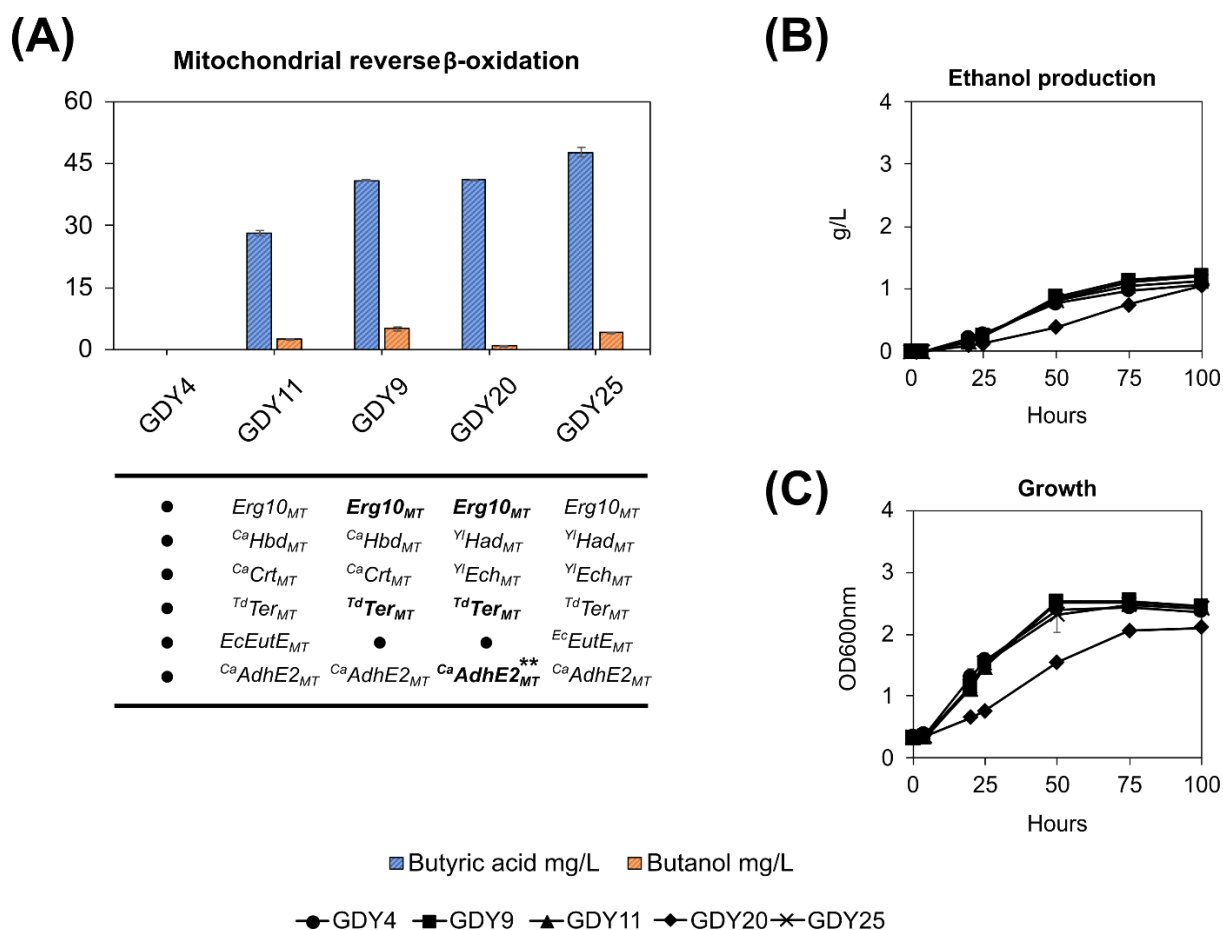 (A)
Mitochondrial reverse β-oxidation
60
45
30
15
0
GDY4 GDY11 GDY9 GDY20 GDY25
● Erg10MT Erg10MT Erg10MT Erg10MT
● CaHbdMT CaHbdMT YlHadMT YlHadMT
● CaCrtMT CaCrtMT YlEchMT YlEchMT
● TdTerMT TdTerMT TdTerMT TdTerMT
● EcEutEMT ● ● EcEutEMT
● CaAdhE2MT CaAdhE2MT CaAdhE2MT** CaAdhE2MT
(B)
Ethanol production
4
3
2
1
0
g/L
0 25 50 75 100
Hours
(C)
Growth
4
3
2
1
0
OD600nm
0 25 50 75 100
Hours
Butyric acid mg/L Butanol mg/L
GDY4 GDY9 GDY11 GDY20 GDY25